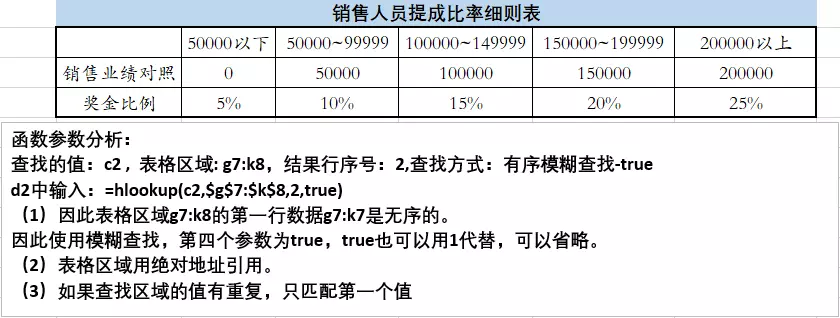 销售人员提成比率细则表
50000以下 50000~99999 100000~149999 150000~199999 200000以上
销售业绩对照 0 50000 100000 150000 200000
奖金比例 5% 10% 15% 20% 25%
函数参数分析：
查找的值：c2，表格区域：g7:k8，结果行序号：2,查找方式：有序模糊查找-true
d2中输入：=hlookup(c2,$g$7:$k$8,2,true)
（1）因此表格区域g7:k8的第一行数据g7:k7是无序的。
因此使用模糊查找，第四个参数为true，true也可以用1代替，可以省略。
（2）表格区域用绝对地址引用。
（3）如果查找区域的值有重复，只匹配第一个值